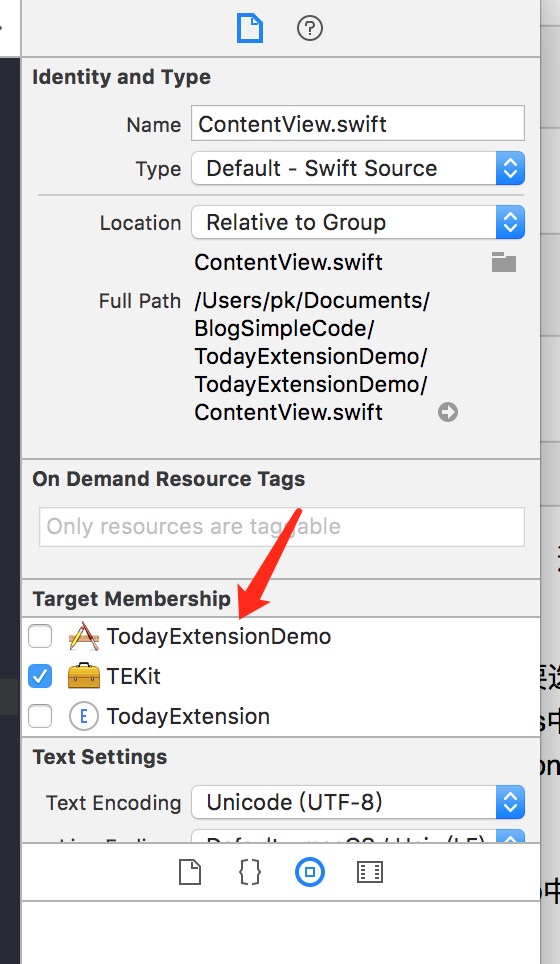 Identity and Type
Name ContentView.swift
Type Default - Swift Source
Location Relative to Group
ContentView.swift
Full Path /Users/pk/Documents/
BlogSimpleCode/
TodayExtensionDemo/
TodayExtensionDemo/
ContentView.swift
On Demand Resource Tags
Only resources are taggable
Target Membership
TodayExtensionDemo
TEKit
E TodayExtension
Text Settings
Text Encoding Unicode (UTF-8)